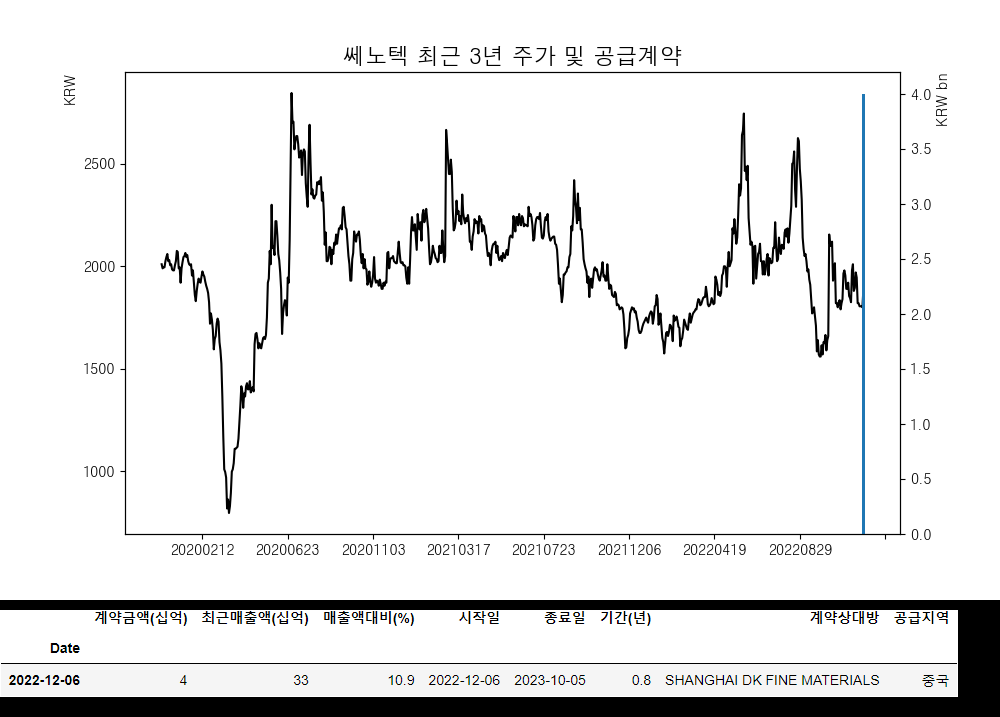 쎄노텍 최근 3년 주가 및 공급계약
KRW
KRW bn
2500
2000
1500
1000
4.0
3.5
3.0
2.5
2.0
1.5
1.0
0.5
0.0
20200212 20200623 20201103 20210317 20210723 20211206 20220419 20220829
계약금액(십억) 최근매출액(십억) 매출액대비(%) 시작일 종료일 기간(년) 계약상대방 공급지역
Date
2022-12-06 4 33 10.9 2022-12-06 2023-10-05 0.8 SHANGHAI DK FINE MATERIALS 중국